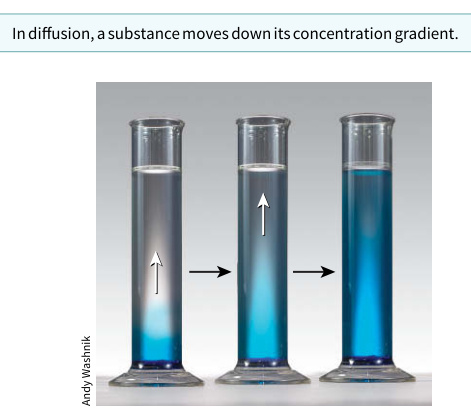 In diffusion, a substance moves down its concentration gradient.
Andy Washnik